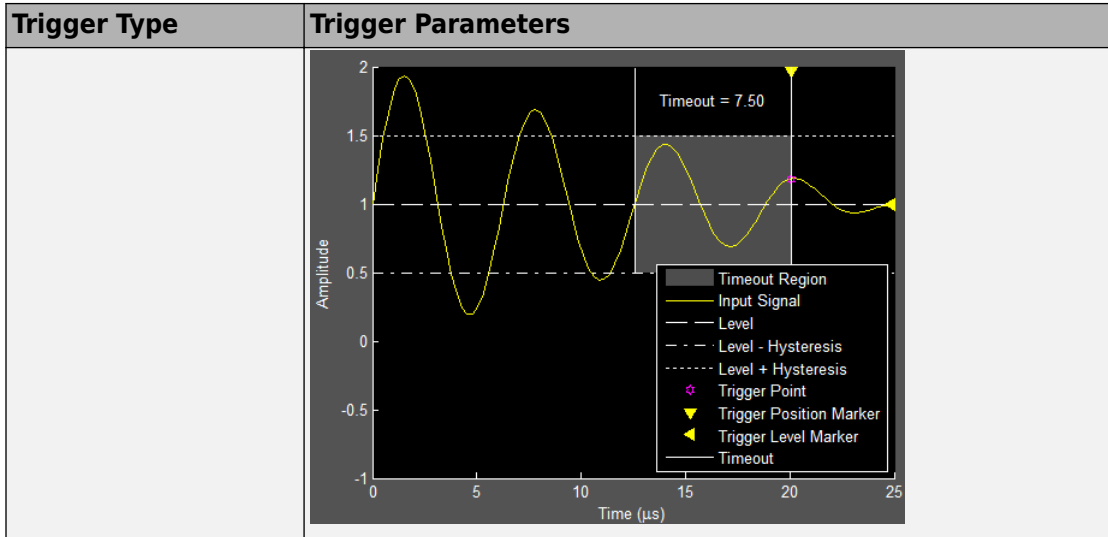 Trigger Type
Trigger Parameters
2
Timeout = 7.50
1.5
1
0.5
0
-0.5
-1
Amplitude
Timeout Region
Input Signal
Level
Level - Hysteresis
Level + Hysteresis
Trigger Point
Trigger Position Marker
Trigger Level Marker
Timeout
0 5 10 15 20 25
Time (μs)